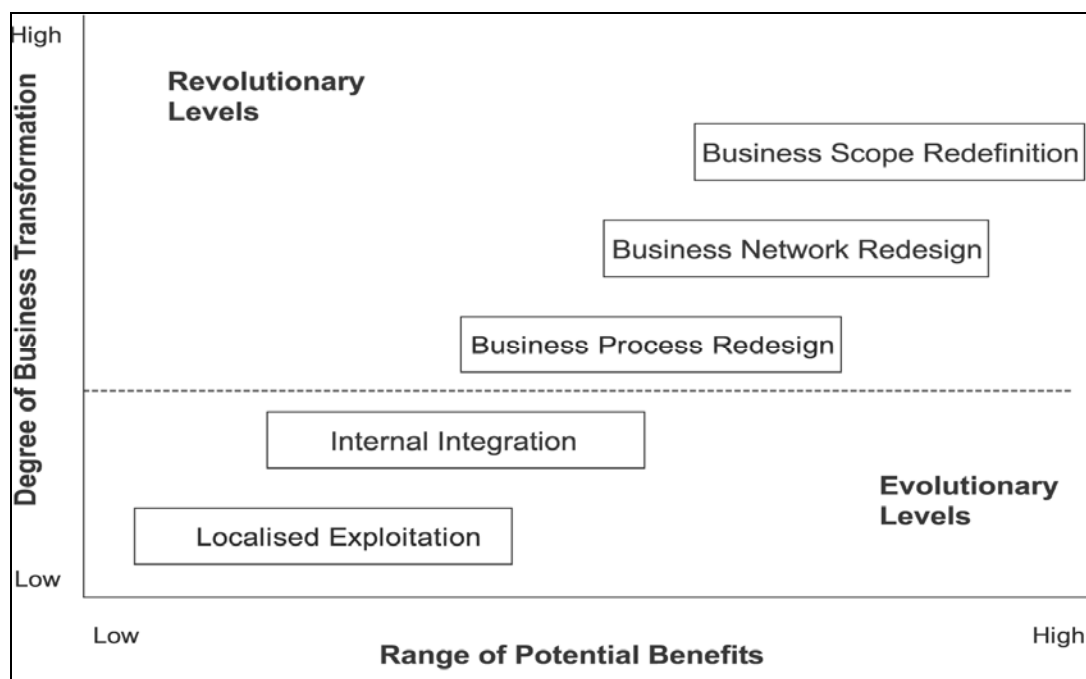 High
Revolutionary
Levels
Business Scope Redefinition
Business Network Redesign
Business Process Redesign
Internal Integration
Evolutionary
Levels
Localised Exploitation
Low
Degree of Business Transformation
Low
High
Range of Potential Benefits